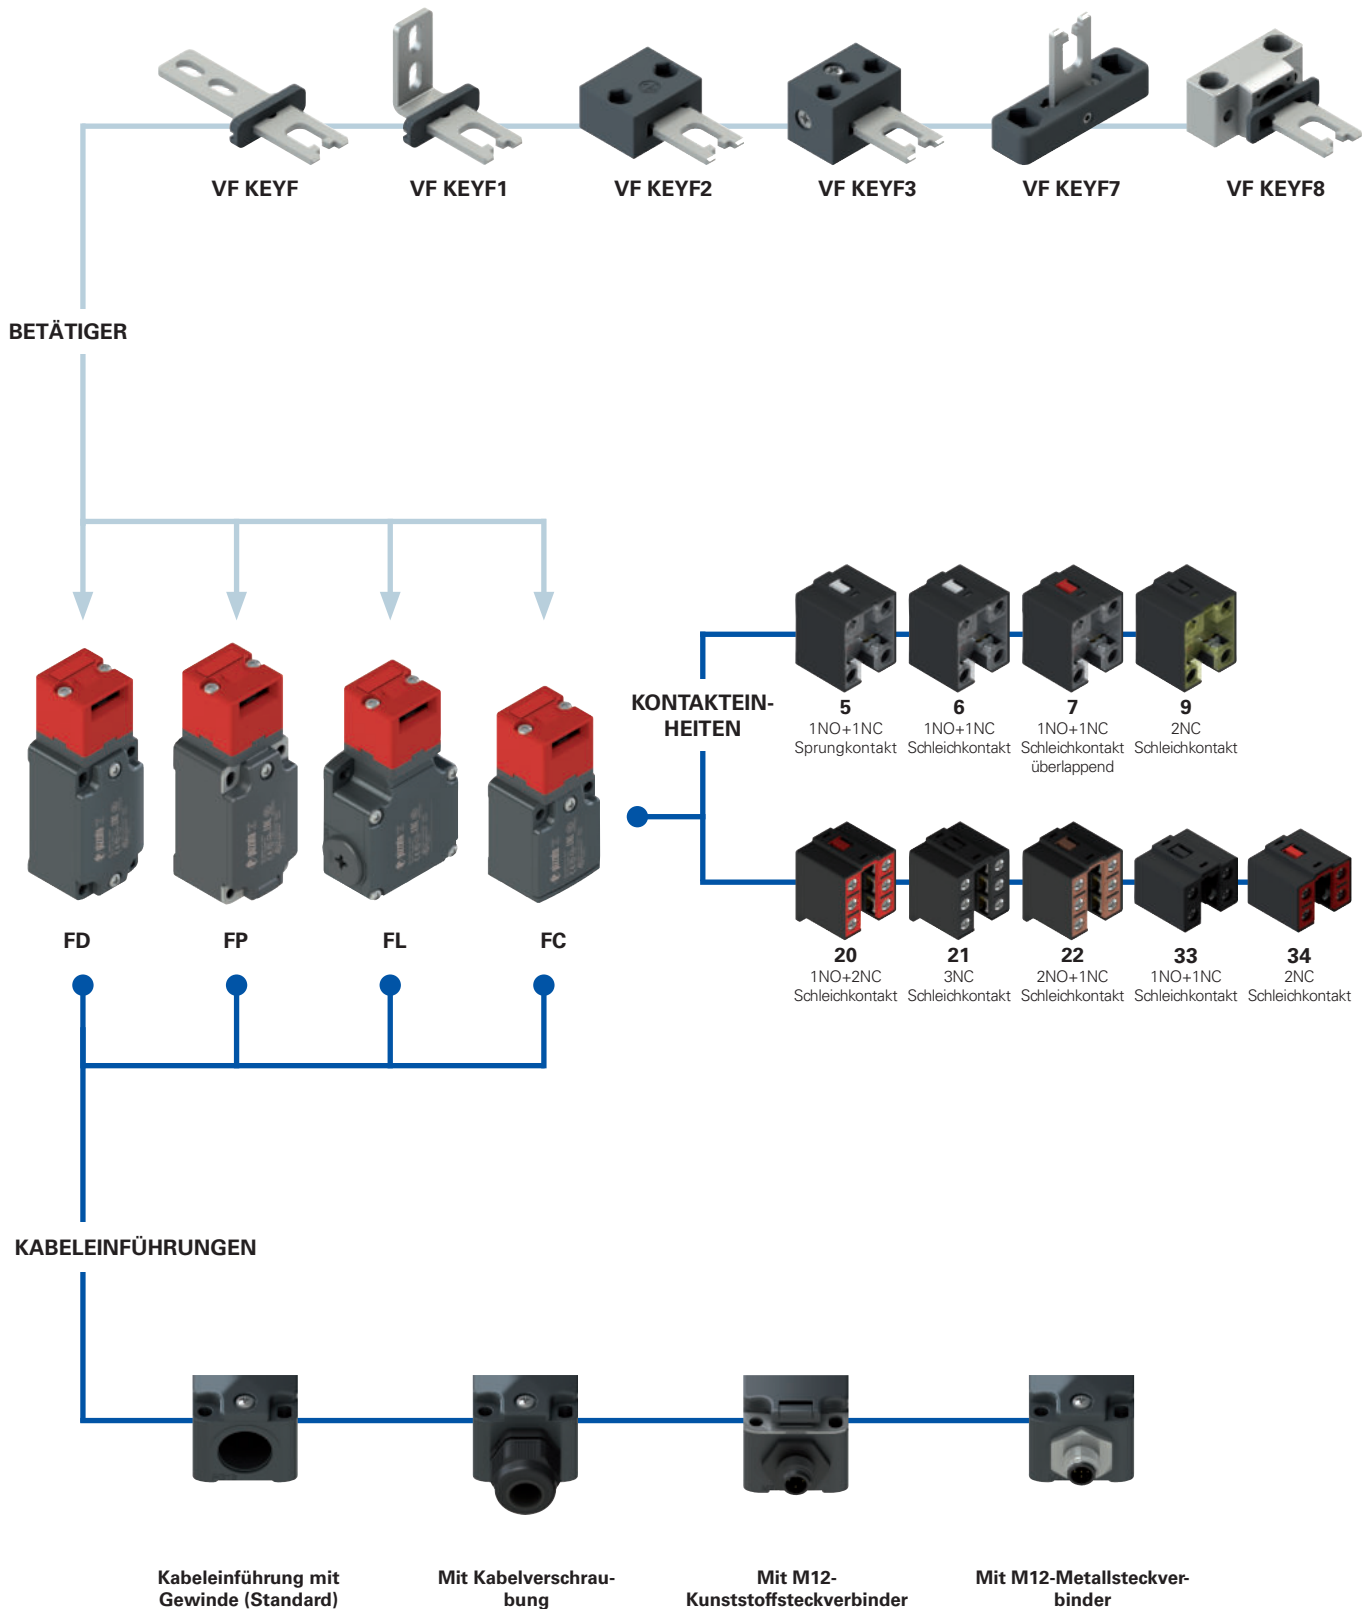 VF KEYF
VF KEYF1
VF KEYF2
VF KEYF3
VF KEYF7
VF KEYF8
BETÄTIGER
KONTAKTEIN-
HEITEN
5
1NO+1NC
Sprungkontakt
6
1NO+1NC
Schleichkontakt
7
1NO+1NC
Schleichkontakt
überlappend
9
2NC
Schleichkontakt
20
1NO+2NC
Schleichkontakt
21
3NC
Schleichkontakt
22
2NO+1NC
Schleichkontakt
33
1NO+1NC
Schleichkontakt
34
2NC
Schleichkontakt
FD
FP
FL
FC
KABELEINFÜHRUNGEN
Kabeleinführung mit
Gewinde (Standard)
Mit Kabelverschrau-
bung
Mit M12-
Kunststoffsteckverbinder
Mit M12-Metallsteckver-
binder